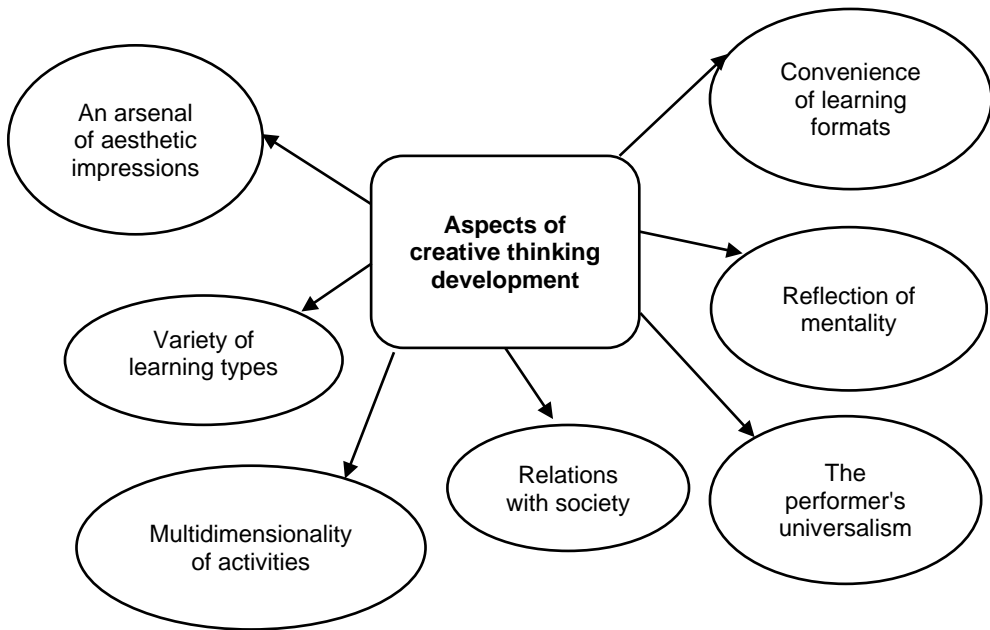 An arsenal
of aesthetic
impressions
Convenience
of learning
formats
Aspects of
creative thinking
development
Reflection of
mentality
Variety of
learning types
The
performer's
universalism
Relations
with society
Multidimensionality
of activities